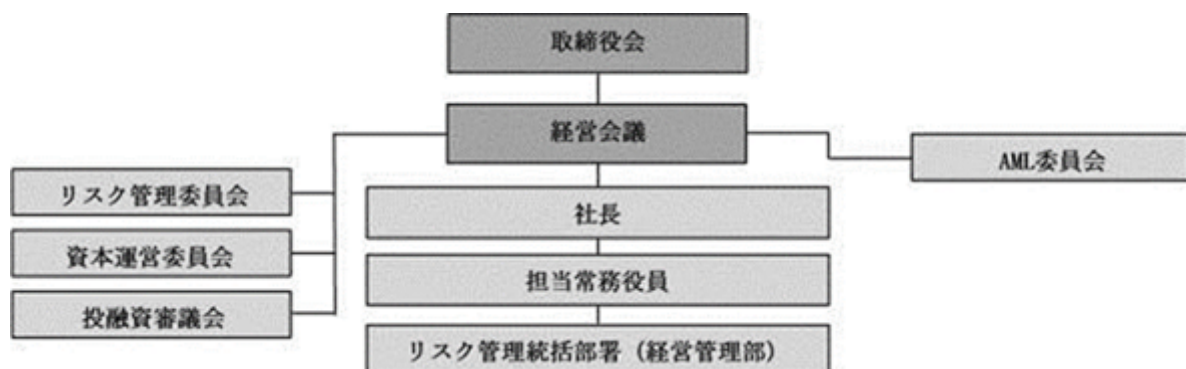 取締役会
経営会議
AML委員会
リスク管理委員会
資本運営委員会
投融資審議会
社長
担当常務役員
リスク管理統括部署（経営管理部）